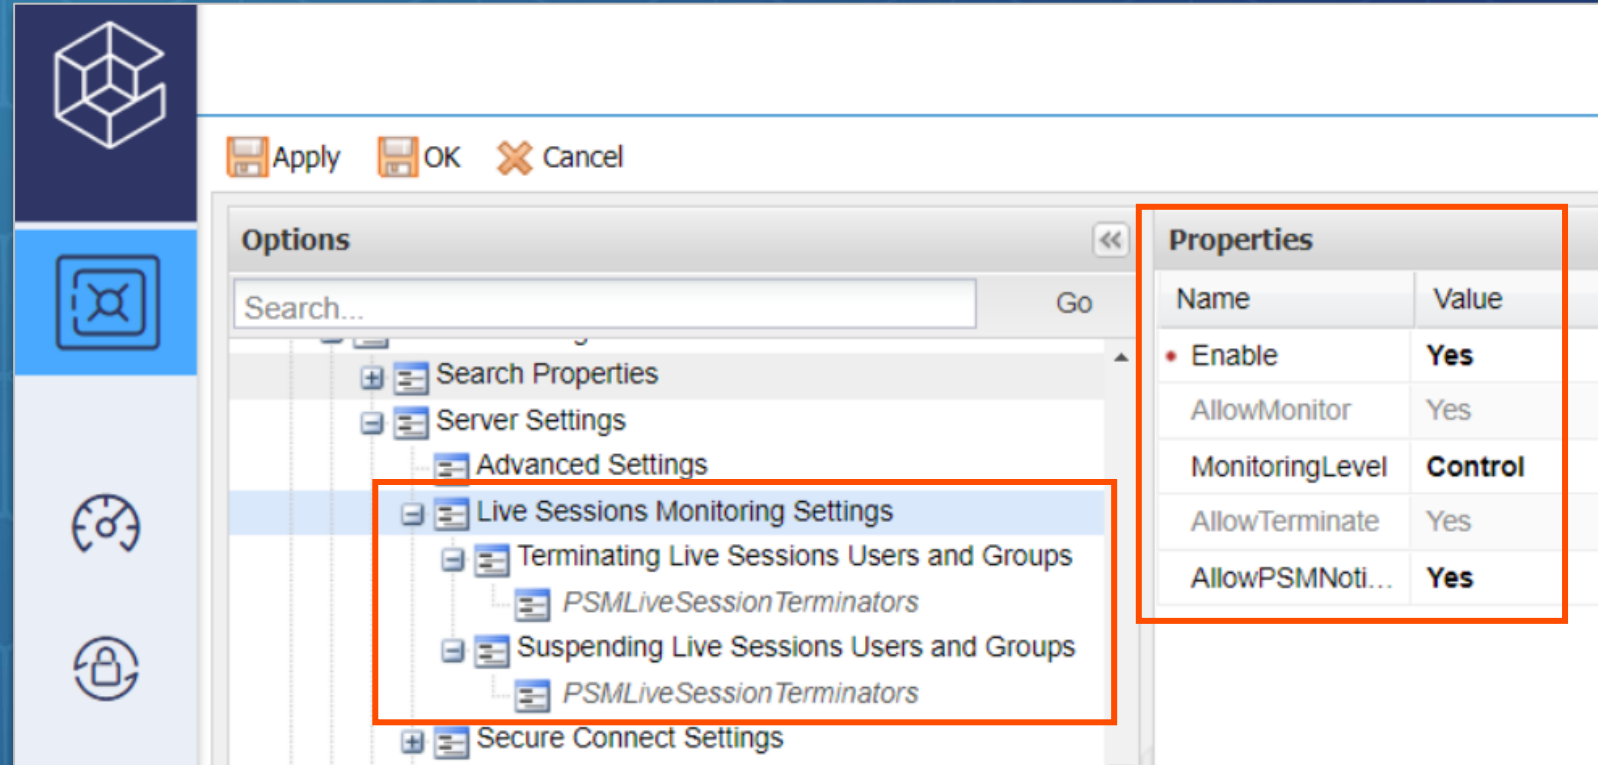 Apply OK Cancel
Options
Search... Go
Search Properties
Server Settings
Advanced Settings
Live Sessions Monitoring Settings
Terminating Live Sessions Users and Groups
PSMLiveSessionTerminators
Suspending Live Sessions Users and Groups
PSMLiveSessionTerminators
Secure Connect Settings
Properties
Name Value
Enable Yes
AllowMonitor Yes
MonitoringLevel Control
AllowTerminate Yes
AllowPSMNoti... Yes